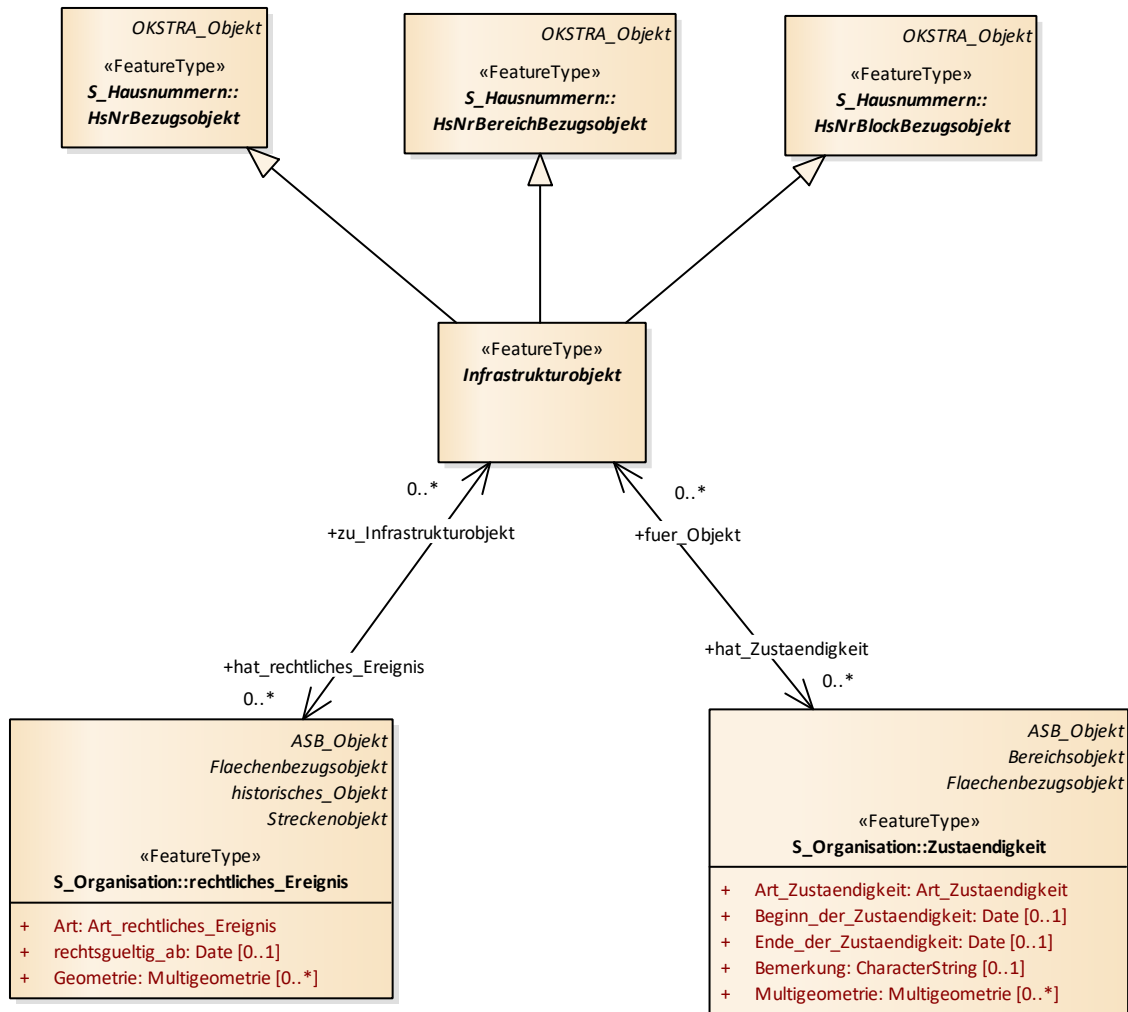 OKSTRA_Objekt
«FeatureType»
S_Hausnummern::
HsNrBezugsobjekt
OKSTRA_Objekt
«FeatureType»
S_Hausnummern::
HsNrBereichBezugsobjekt
OKSTRA_Objekt
«FeatureType»
S_Hausnummern::
HsNrBlockBezugsobjekt
«FeatureType»
Infrastrukturobjekt
0..*
+zu_Infrastrukturobjekt
0..*
+fuer_Objekt
+hat_rechtliches_Ereignis
0..*
+hat_Zustaendigkeit
0..*
ASB_Objekt
Flaechenbezugsobjekt
historisches_Objekt
Streckenobjekt
«FeatureType»
S_Organisation::rechtliches_Ereignis
+ Art: Art_rechtliches_Ereignis
+ rechtsgueltig_ab: Date [0..1]
+ Geometrie: Multigeometrie [0..*]
ASB_Objekt
Bereichsobjekt
Flaechenbezugsobjekt
«FeatureType»
S_Organisation::Zustaendigkeit
+ Art_Zustaendigkeit: Art_Zustaendigkeit
+ Beginn_der_Zustaendigkeit: Date [0..1]
+ Ende_der_Zustaendigkeit: Date [0..1]
+ Bemerkung: CharacterString [0..1]
+ Multigeometrie: Multigeometrie [0..*]